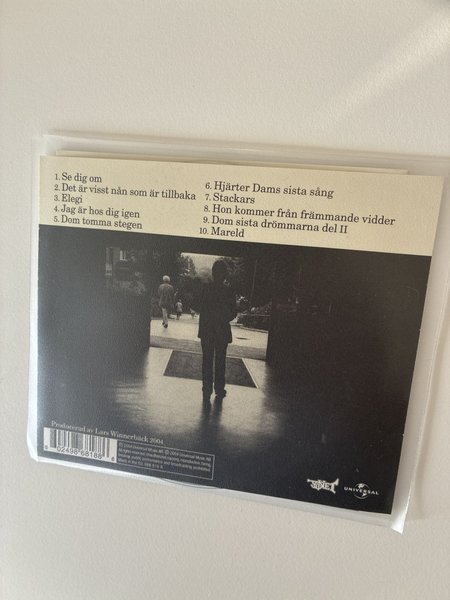 1. Se dig om
2. Det är visst nån som är tillbaka
3. Elegi
4. Jag är hos dig igen
5. Dom tomma stegen
6. Hjärter Dams sista sång
7. Stackars
8. Hon kommer från främmande vidder
9. Dom sista drömmarna del II
10. Mareld
Producerad av Lars Winnerbäck 2004
UNIVERSAL